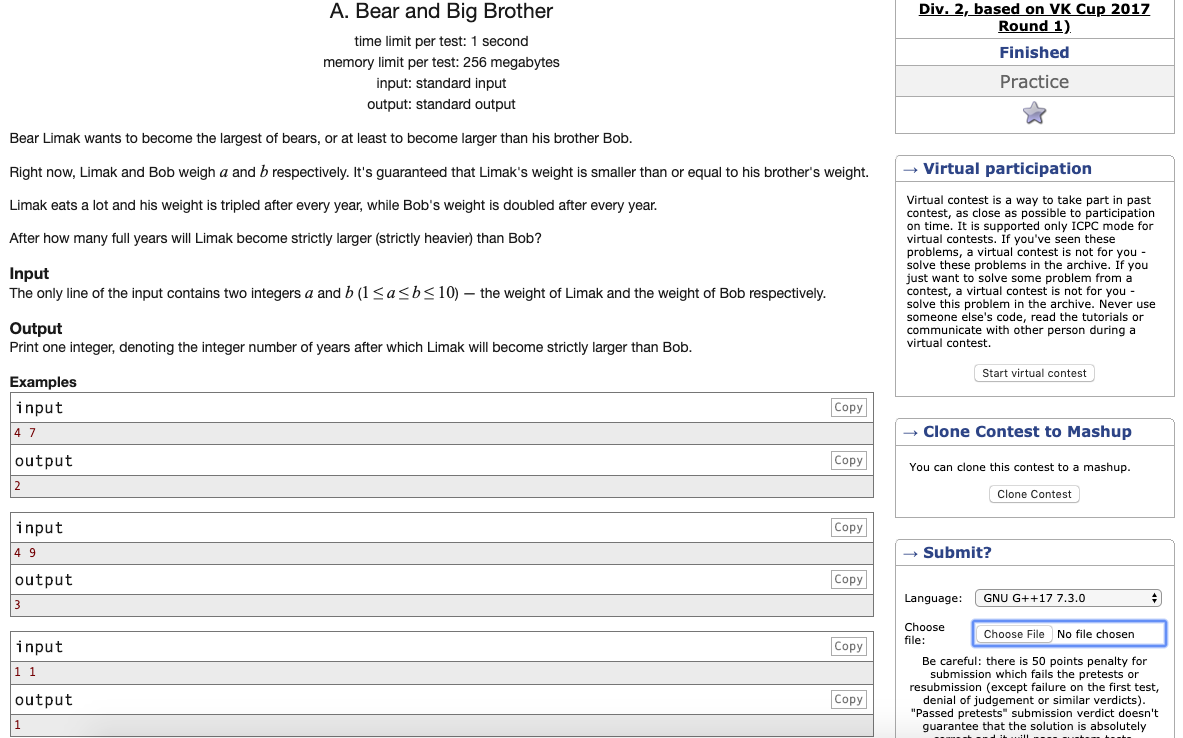 A. Bear and Big Brother
time limit per test: 1 second
memory limit per test: 256 megabytes
input: standard input
output: standard output
Bear Limak wants to become the largest of bears, or at least to become larger than his brother Bob.
Right now, Limak and Bob weigh a and b respectively. It's guaranteed that Limak's weight is smaller than or equal to his brother's weight.
Limak eats a lot and his weight is tripled after every year, while Bob's weight is doubled after every year.
After how many full years will Limak become strictly larger (strictly heavier) than Bob?
Input
The only line of the input contains two integers a and b (1 ≤ a ≤ b ≤ 10) — the weight of Limak and the weight of Bob respectively.
Output
Print one integer, denoting the integer number of years after which Limak will become strictly larger than Bob.
Examples
input Copy
4 7
output Copy
2
input Copy
4 9
output Copy
3
input Copy
1 1
output Copy
1
Div. 2, based on VK Cup 2017
Round 1)
Finished
Practice
→ Virtual participation
Virtual contest is a way to take part in past
contest, as close as possible to participation
on time. It is supported only ICPC mode for
virtual contests. If you've seen these
problems, a virtual contest is not for you -
solve these problems in the archive. If you
just want to solve some problem from a
contest, a virtual contest is not for you -
solve this problem in the archive. Never use
someone else's code, read the tutorials or
communicate with other person during a
virtual contest.
Start virtual contest
→ Clone Contest to Mashup
You can clone this contest to a mashup.
Clone Contest
→ Submit?
Language: GNU G++17 7.3.0
Choose
file: Choose File No file chosen
Be careful: there is 50 points penalty for
submission which fails the pretests or
resubmission (except failure on the first test,
denial of judgement or similar verdicts).
"Passed pretests" submission verdict doesn't
guarantee that the solution is absolutely
correct and it will pass system tests.